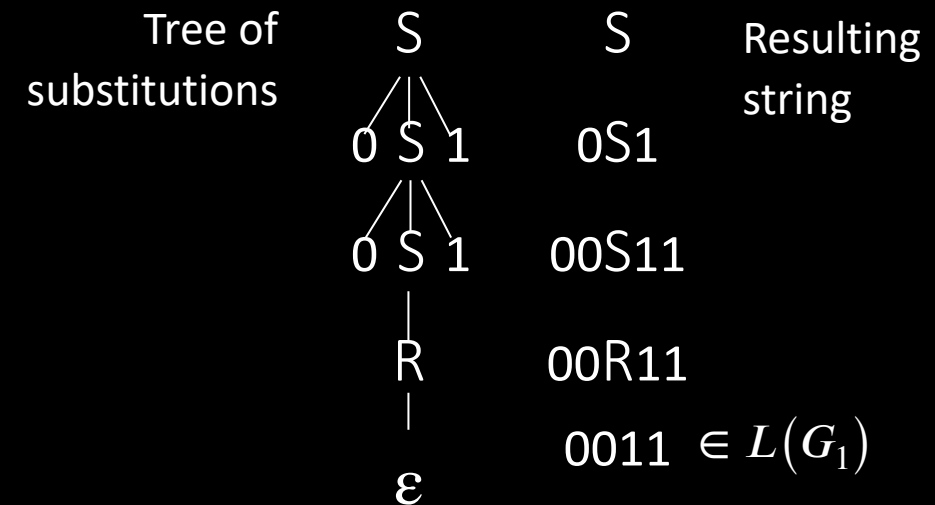 Tree of
substitutions
S
S
Resulting
string
0 S 1
0S1
0 S 1
00S11
R
00R11
0011 ∈ L(G₁)
ε